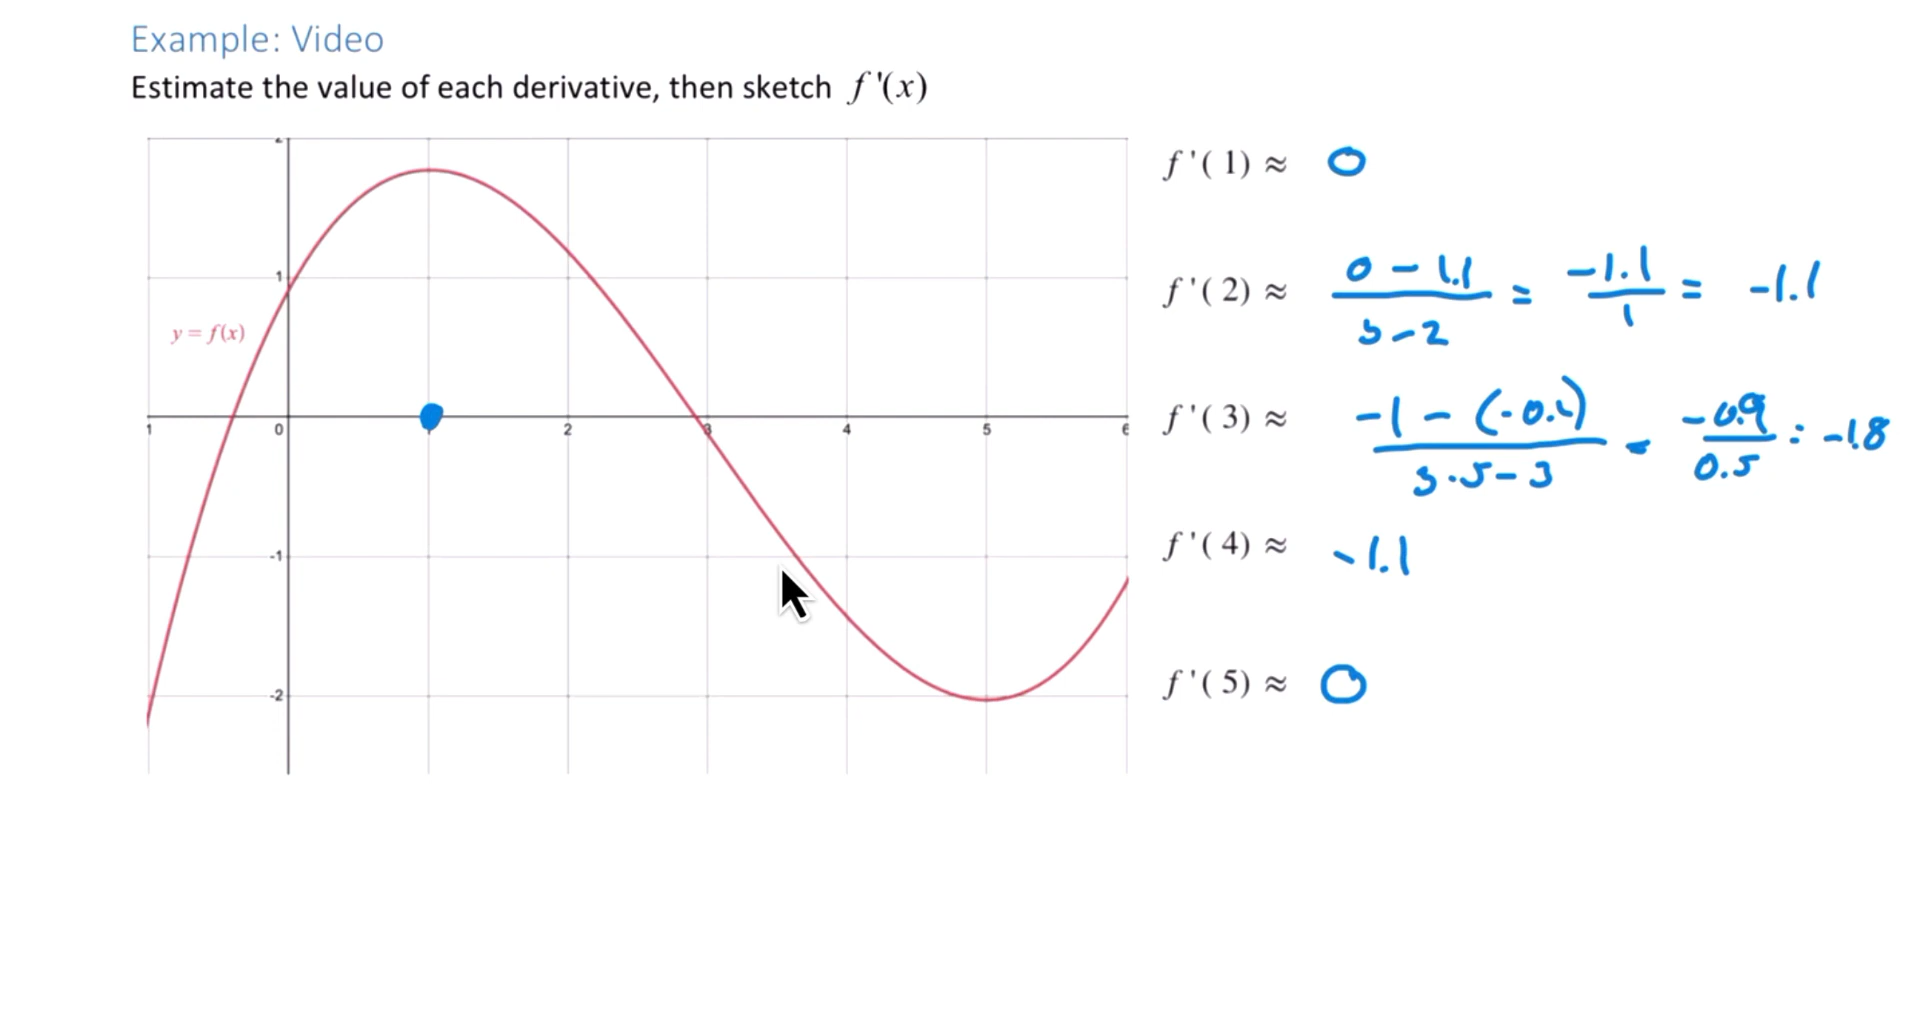 Example: Video
Estimate the value of each derivative, then sketch f '(x)
2
1
y = f(x)
1 0 2 3 4 5 6
-1
-2
f '( 1) ≈ 0
f '( 2) ≈ (0 - 1.1)/(3 - 2) = -1.1/1 = -1.1
f '( 3) ≈ (-1 - (-0.1))/(3.5 - 3) = -0.9/0.5 = -1.8
f '( 4) ≈ -1.1
f '( 5) ≈ 0